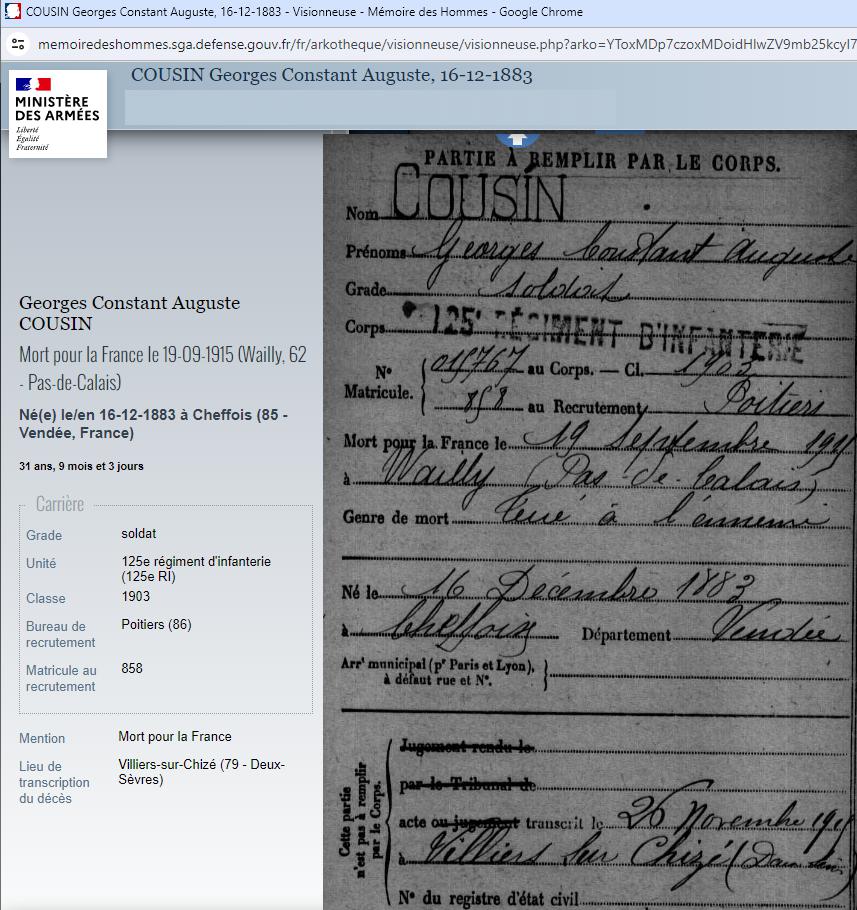 COUSIN Georges Constant Auguste, 16-12-1883 - Visionneuse - Mémoire des Hommes - Google Chrome
memoiredeshommes.sga.defense.gouv.fr/fr/arkotheque/visionneuse/visionneuse.php?arko=YToxMDp7czoxMDoidHlwZV9mb25kcyI7
COUSIN Georges Constant Auguste, 16-12-1883
MINISTÈRE
DES ARMÉES
Liberté
Égalité
Fraternité
Georges Constant Auguste
COUSIN
Mort pour la France le 19-09-1915 (Wailly, 62
- Pas-de-Calais)
Né(e) le/en 16-12-1883 à Cheffois (85 -
Vendée, France)
31 ans, 9 mois et 3 jours
Carrière
Grade soldat
Unité 125e régiment d'infanterie
(125e RI)
Classe 1903
Bureau de Poitiers (86)
recrutement
Matricule au 858
recrutement
Mention Mort pour la France
Lieu de Villiers-sur-Chizé (79 - Deux-
transcription Sèvres)
du décès
PARTIE À REMPLIR PAR LE CORPS.
Nom COUSIN
Prénoms Georges Constant Auguste
Grade soldat
Corps 125e RÉGIMENT D'INFANTERIE
N° 015767 au Corps. — Cl. 1903
Matricule. 858 au Recrutement Poitiers
Mort pour la France le 19 septembre 191
à Wailly (Pas-de-Calais)
Genre de mort Tué à l'ennemi
Né le 16 Décembre 1883
à Cheffois Département Vendée
Arrt municipal (pr Paris et Lyon),
à défaut rue et N°.
Cette partie
n'est pas à remplir
par le Corps.
Jugement rendu le
par le Tribunal de
acte ou jugement transcrit le 26 Novembre 191
à Villiers sur Chizé (Deux Sèvres)
N° du registre d'état civil